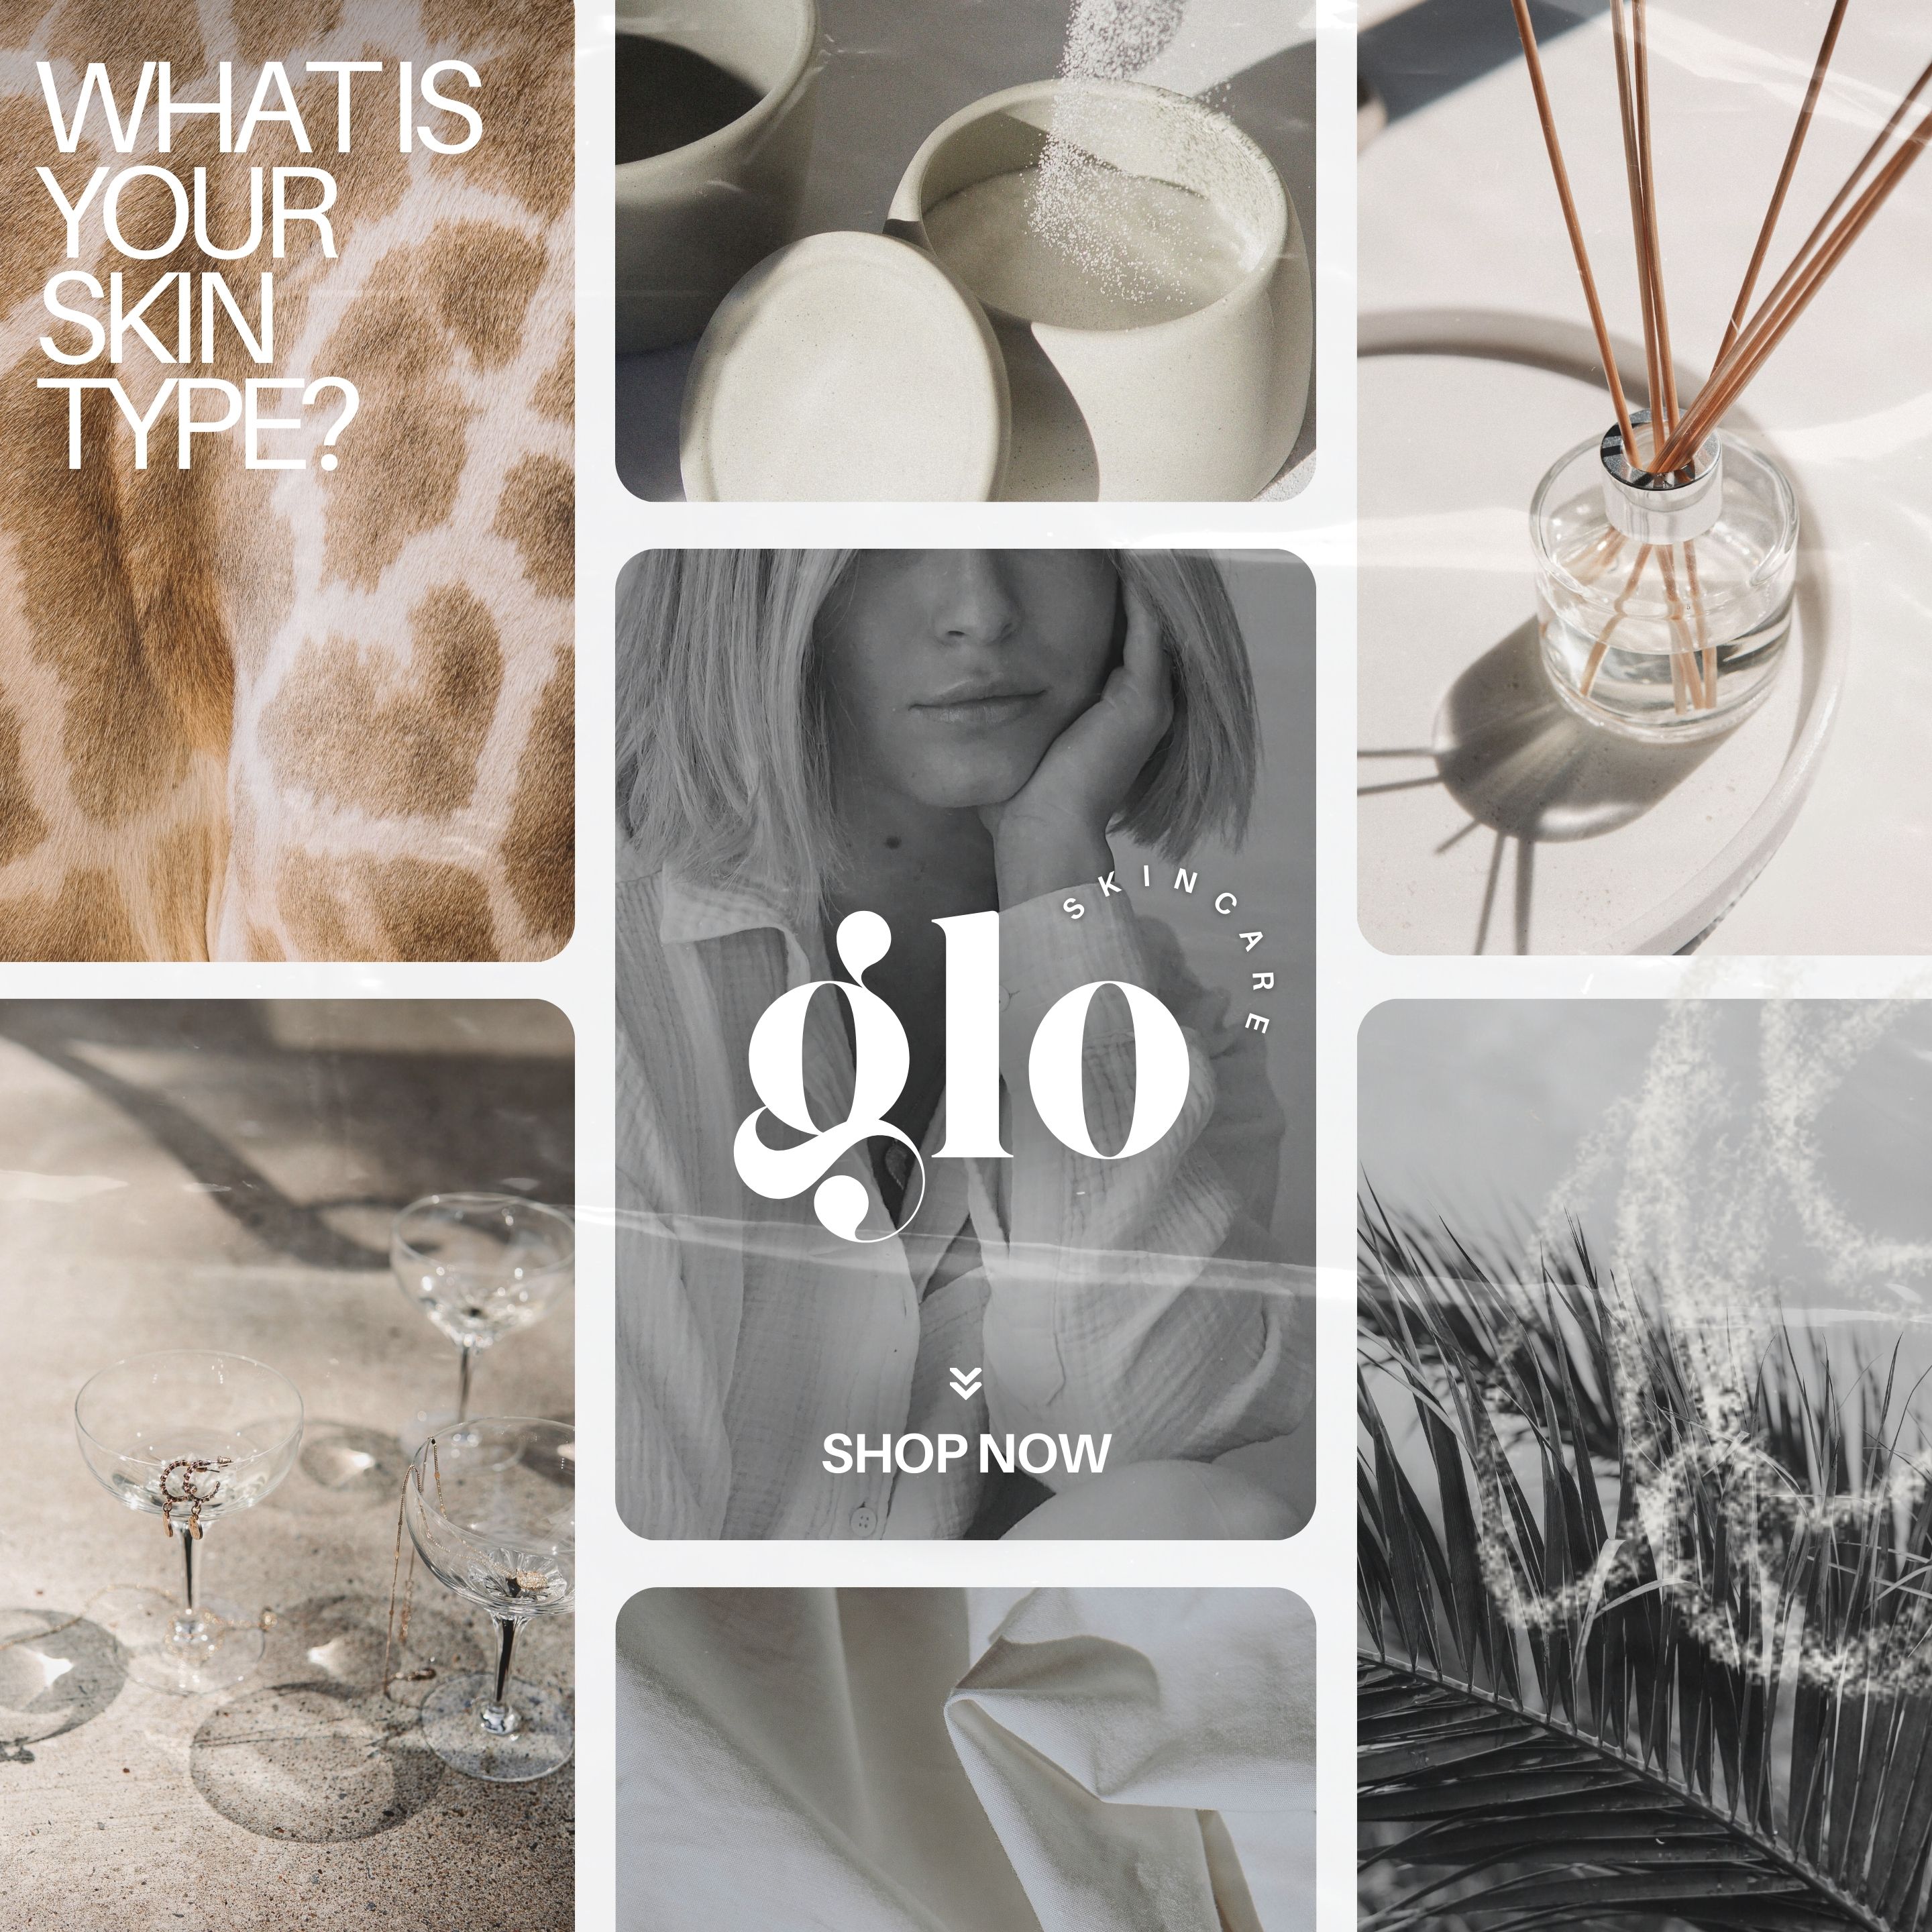 WHAT IS
YOUR
SKIN
TYPE?
SKINCARE
glo
SHOP NOW